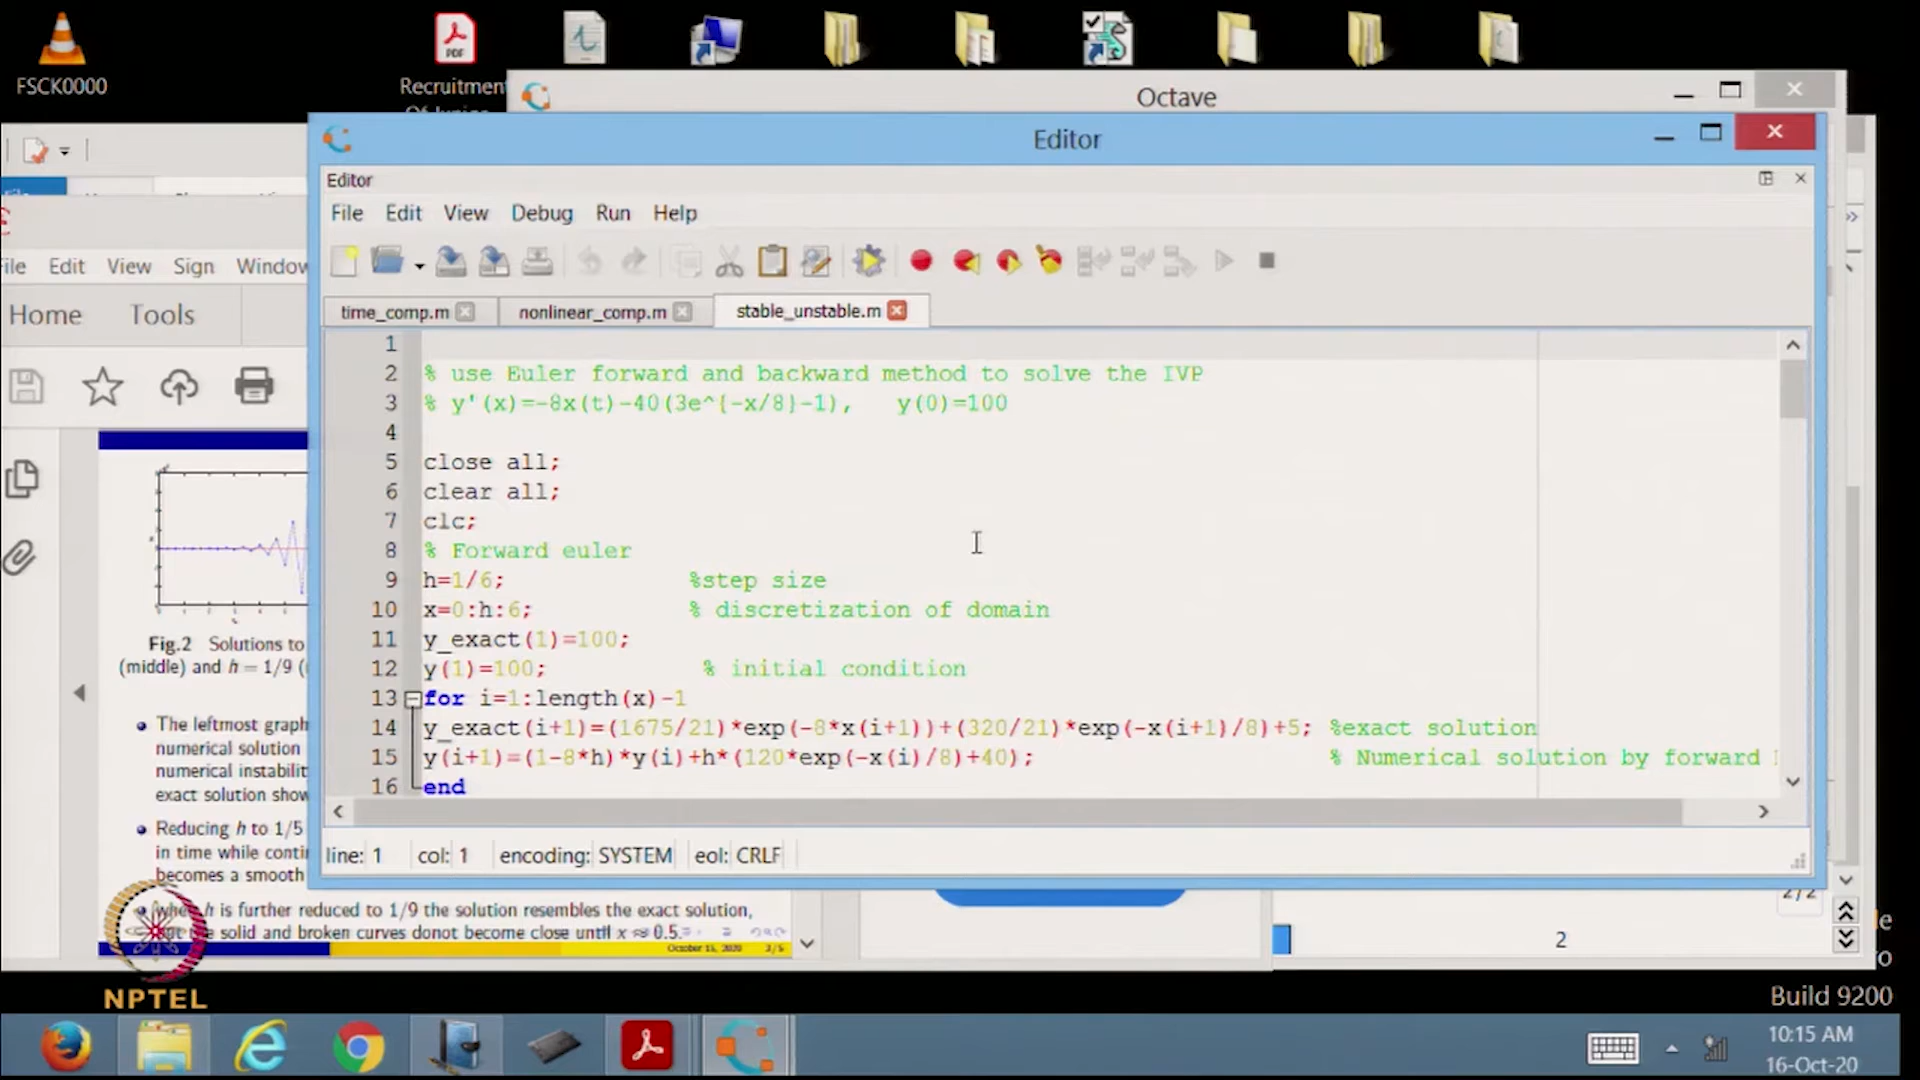 FSCK0000
Recruitment
Octave
Editor
Editor
File Edit View Debug Run Help
time_comp.m nonlinear_comp.m stable_unstable.m
1
2 % use Euler forward and backward method to solve the IVP
3 % y'(x)=-8x(t)-40(3e^{-x/8}-1), y(0)=100
4
5 close all;
6 clear all;
7 clc;
8 % Forward euler
9 h=1/6; %step size
10 x=0:h:6; % discretization of domain
11 y_exact(1)=100;
12 y(1)=100; % initial condition
13 for i=1:length(x)-1
14 y_exact(i+1)=(1675/21)*exp(-8*x(i+1))+(320/21)*exp(-x(i+1)/8)+5; %exact solution
15 y(i+1)=(1-8*h)*y(i)+h*(120*exp(-x(i)/8)+40); % Numerical solution by forward
16 end
line: 1 col: 1 encoding: SYSTEM eol: CRLF
File Edit View Sign Window
Home Tools
Fig.2 Solutions to
(middle) and h = 1/9 (
The leftmost graph
numerical solution
numerical instabilit
exact solution show
Reducing h to 1/5
in time while conti
becomes a smooth
h is further reduced to 1/9 the solution resembles the exact solution,
the solid and broken curves donot become close until x ≈ 0.5.
October 15, 2020 3/5
2/2
2
NPTEL
Build 9200
10:15 AM
16-Oct-20